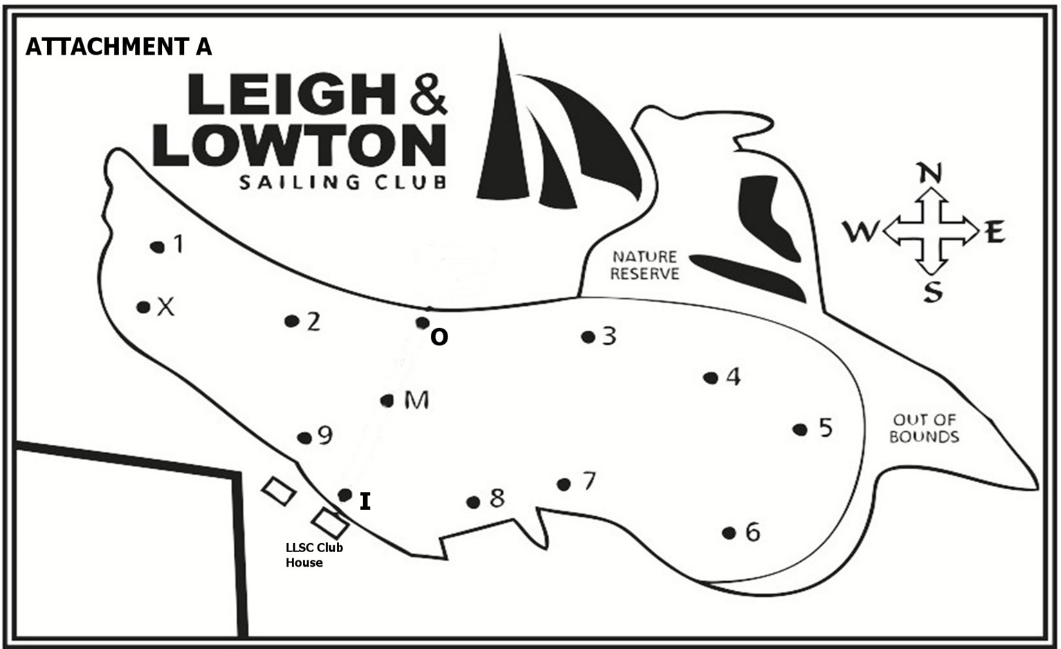 ATTACHMENT A
LEIGH &
LOWTON
SAILING CLUB
N
W E
S
NATURE
RESERVE
1
X
2
O
3
4
M
5
OUT OF
BOUNDS
9
I
8
7
6
LLSC Club
House